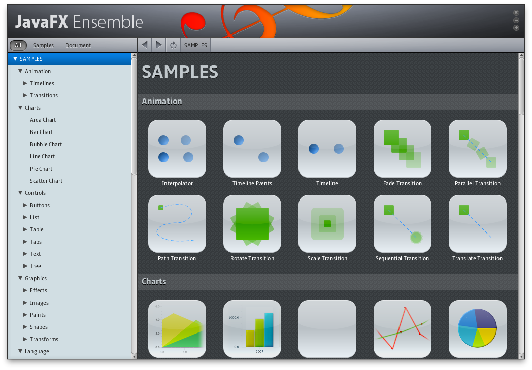 JavaFX Ensemble
All Samples Document SAMPLES
SAMPLES
Animation
Timelines
Transitions
Charts
Area Chart
Bar Chart
Bubble Chart
Line Chart
Pie Chart
Scatter Chart
Controls
Buttons
List
Table
Tabs
Text
Tree
Graphics
Effects
Images
Paints
Shapes
Transforms
Language
SAMPLES
Animation
Interpolator Timeline Events Timeline Fade Transition Parallel Transition
Path Transition Rotate Transition Scale Transition Sequential Transition Translate Transition
Charts